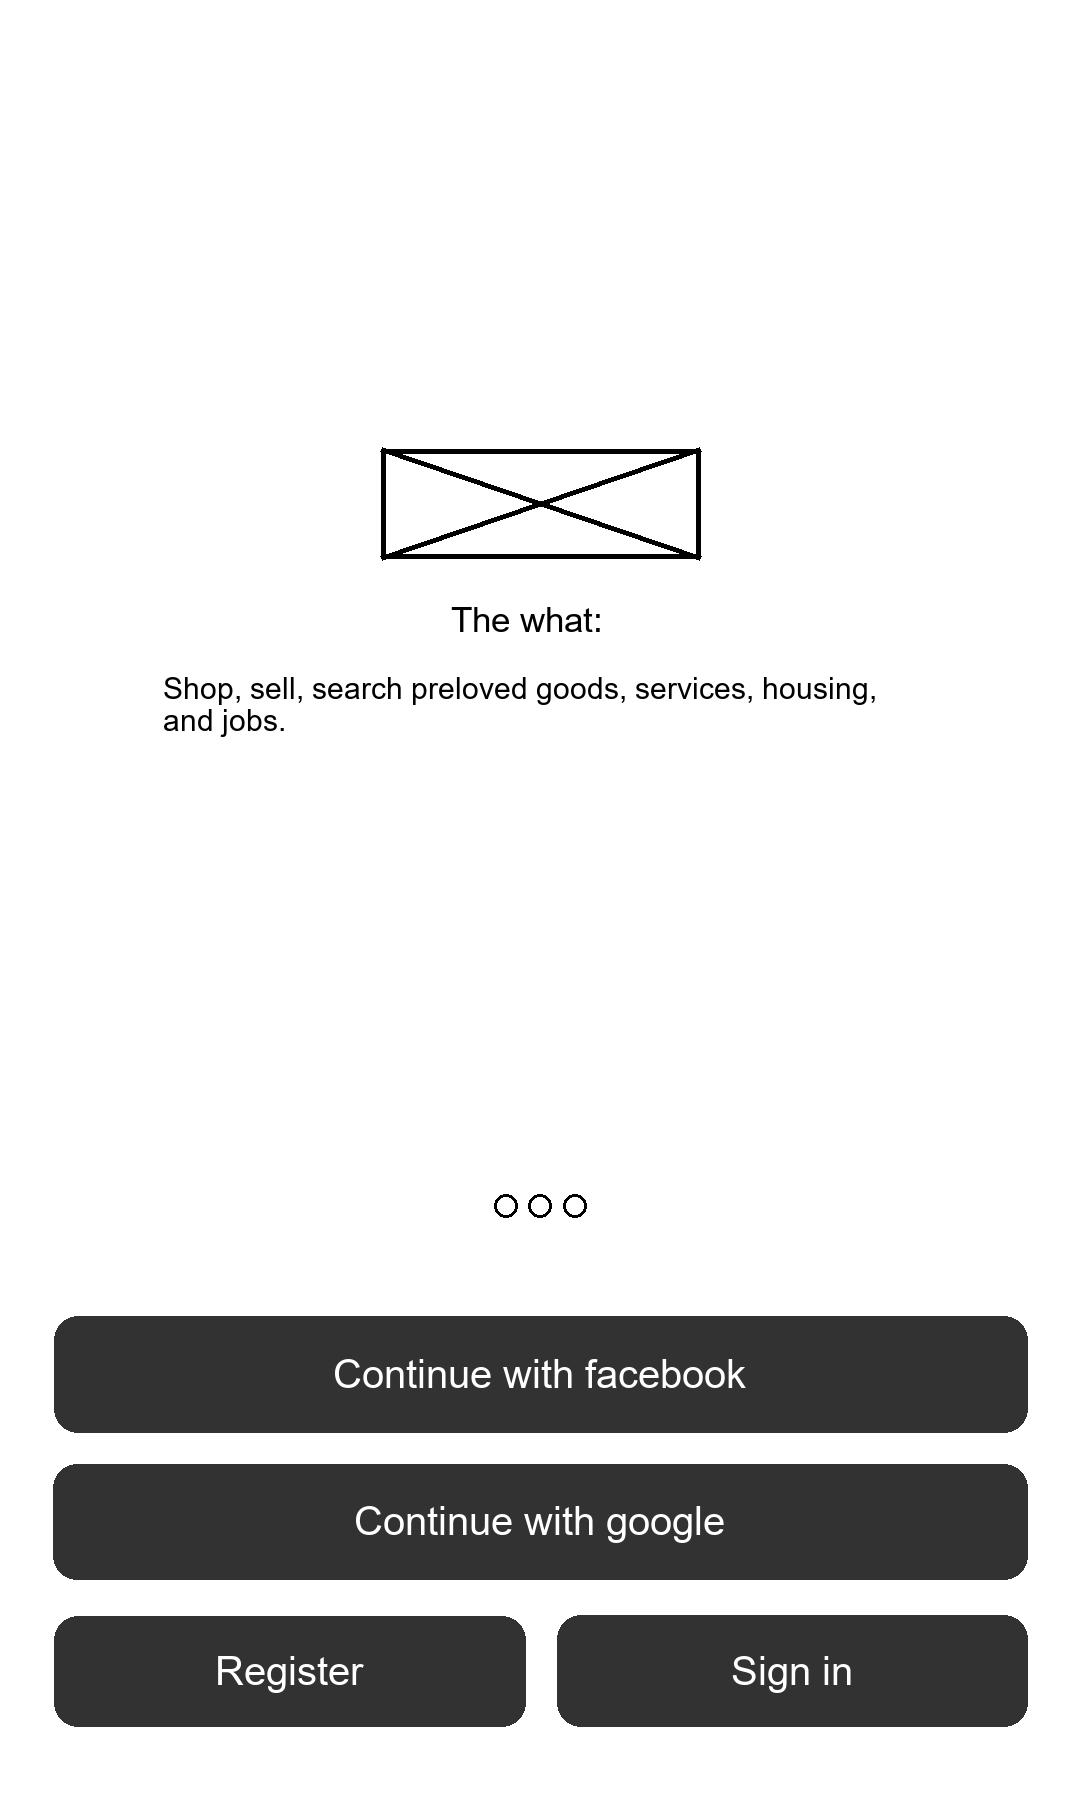 The what:
Shop, sell, search preloved goods, services, housing,
and jobs.
Continue with facebook
Continue with google
Register
Sign in